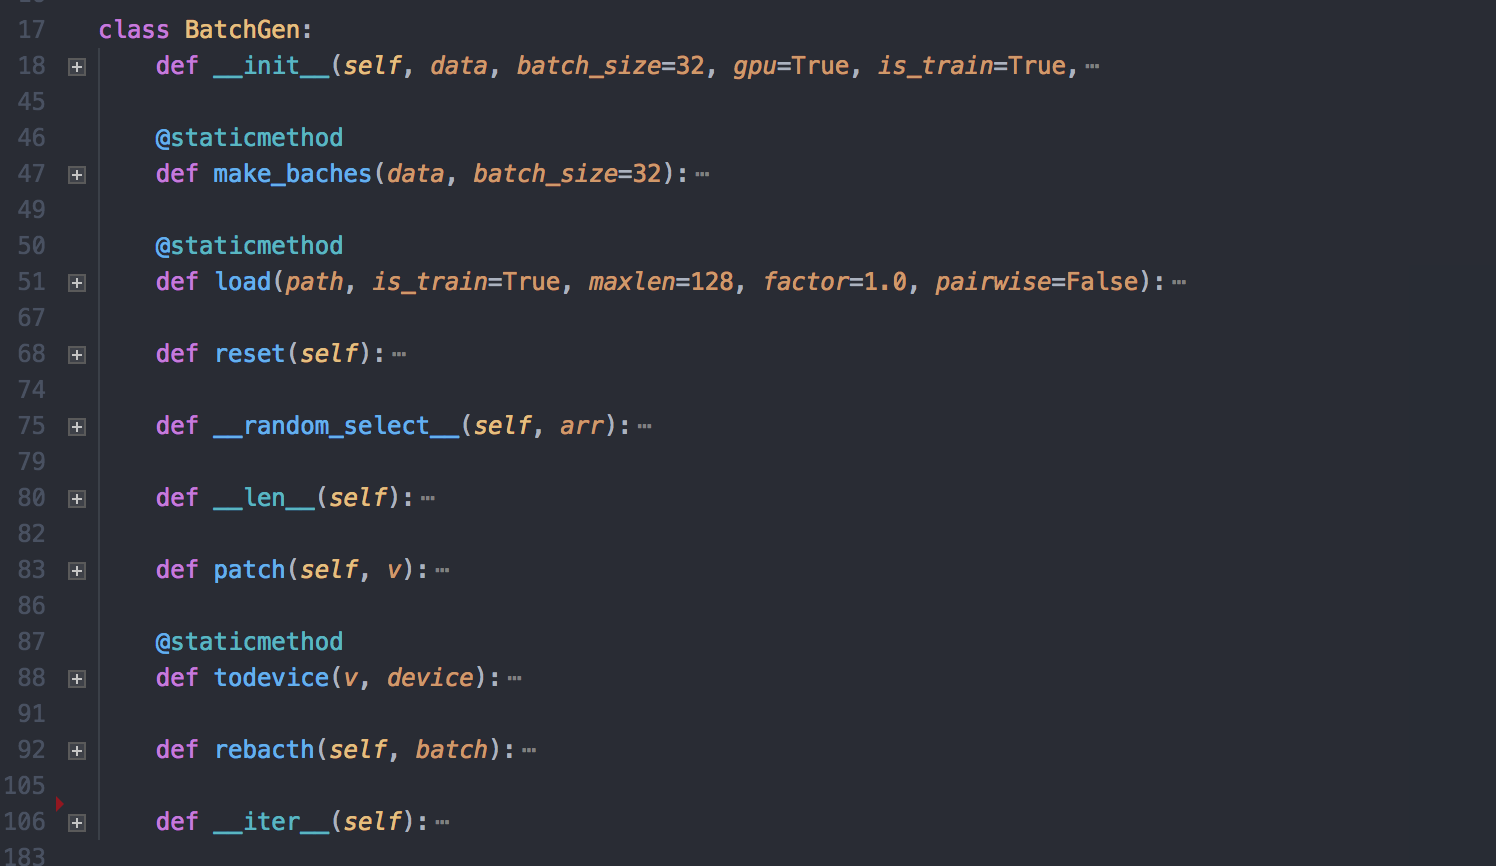 17 class BatchGen:
18 def __init__(self, data, batch_size=32, gpu=True, is_train=True,⋯
45
46 @staticmethod
47 def make_baches(data, batch_size=32):⋯
49
50 @staticmethod
51 def load(path, is_train=True, maxlen=128, factor=1.0, pairwise=False):⋯
67
68 def reset(self):⋯
74
75 def __random_select__(self, arr):⋯
79
80 def __len__(self):⋯
82
83 def patch(self, v):⋯
86
87 @staticmethod
88 def todevice(v, device):⋯
91
92 def rebacth(self, batch):⋯
105
106 def __iter__(self):⋯
183